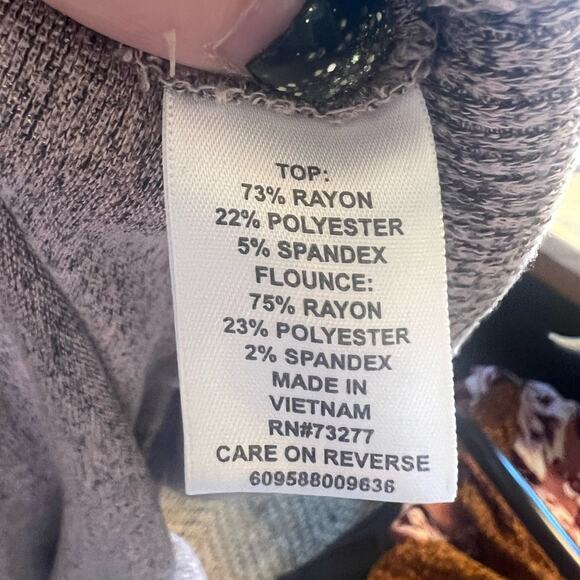 TOP:
73% RAYON
22% POLYESTER
5% SPANDEX
FLOUNCE:
75% RAYON
23% POLYESTER
2% SPANDEX
MADE IN
VIETNAM
RN#73277
CARE ON REVERSE
609588009636